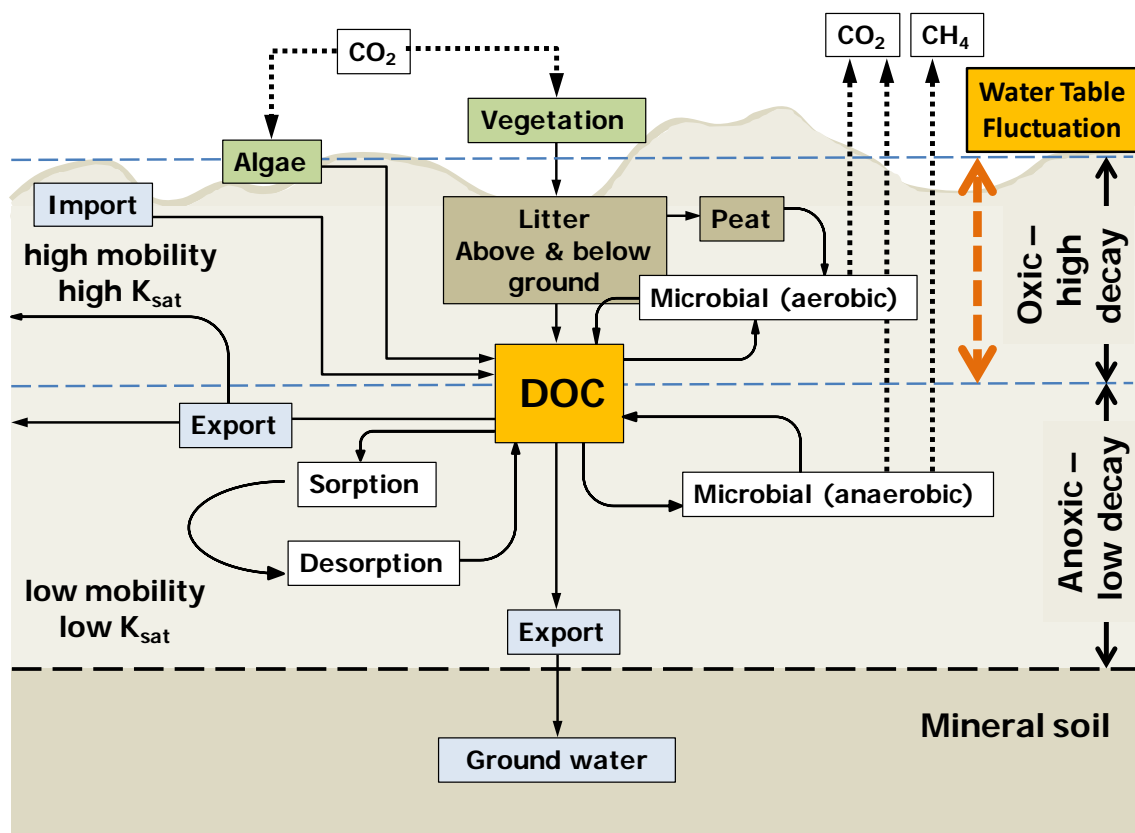 CO₂
CO₂
CH₄
Water Table
Fluctuation
Vegetation
Algae
Import
Litter
Above & below
ground
Peat
high mobility
high Kₛₐₜ
Microbial (aerobic)
Oxic –
high
decay
DOC
Export
Sorption
Microbial (anaerobic)
Desorption
Anoxic –
low decay
low mobility
low Kₛₐₜ
Export
Mineral soil
Ground water